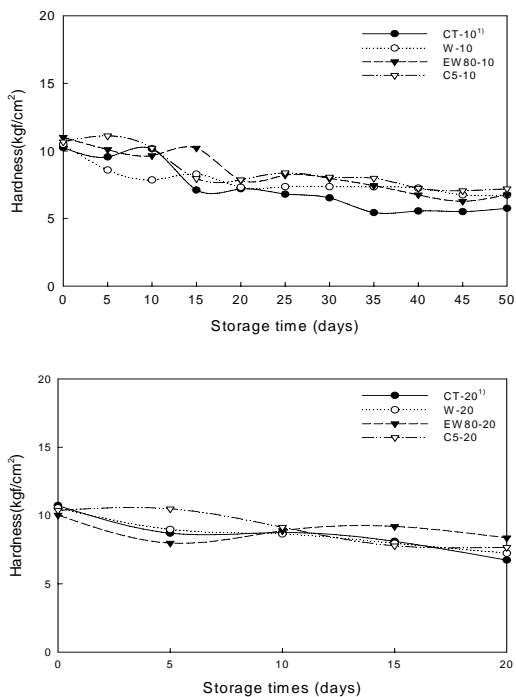 20
15
10
5
0
Hardness(kgf/cm²)
CT-10¹⁾
W-10
EW80-10
C5-10
0 5 10 15 20 25 30 35 40 45 50
Storage time (days)
20
15
10
5
0
Hardness(kgf/cm²)
CT-20¹⁾
W-20
EW80-20
C5-20
0 5 10 15 20
Storage times (days)